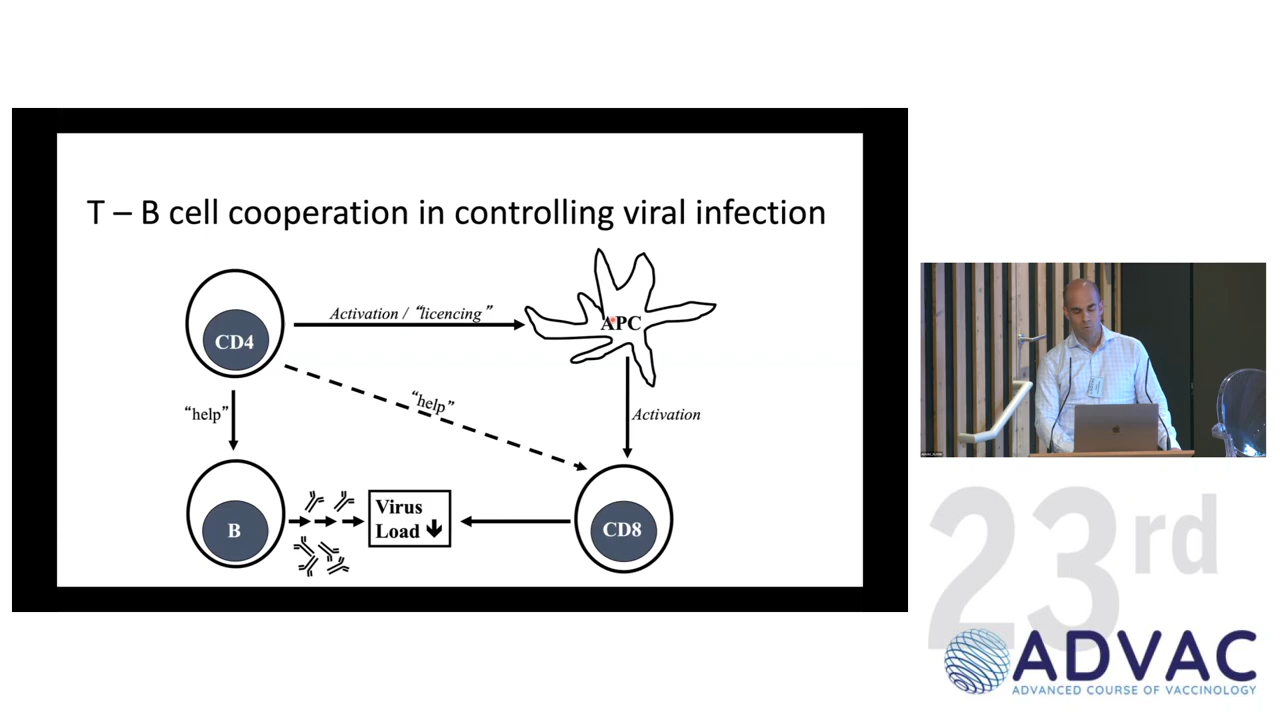 T – B cell cooperation in controlling viral infection
CD4
Activation / “licencing”
APC
“help”
“help”
Activation
B
Virus
Load
CD8
23rd
ADVAC
ADVANCED COURSE OF VACCINOLOGY